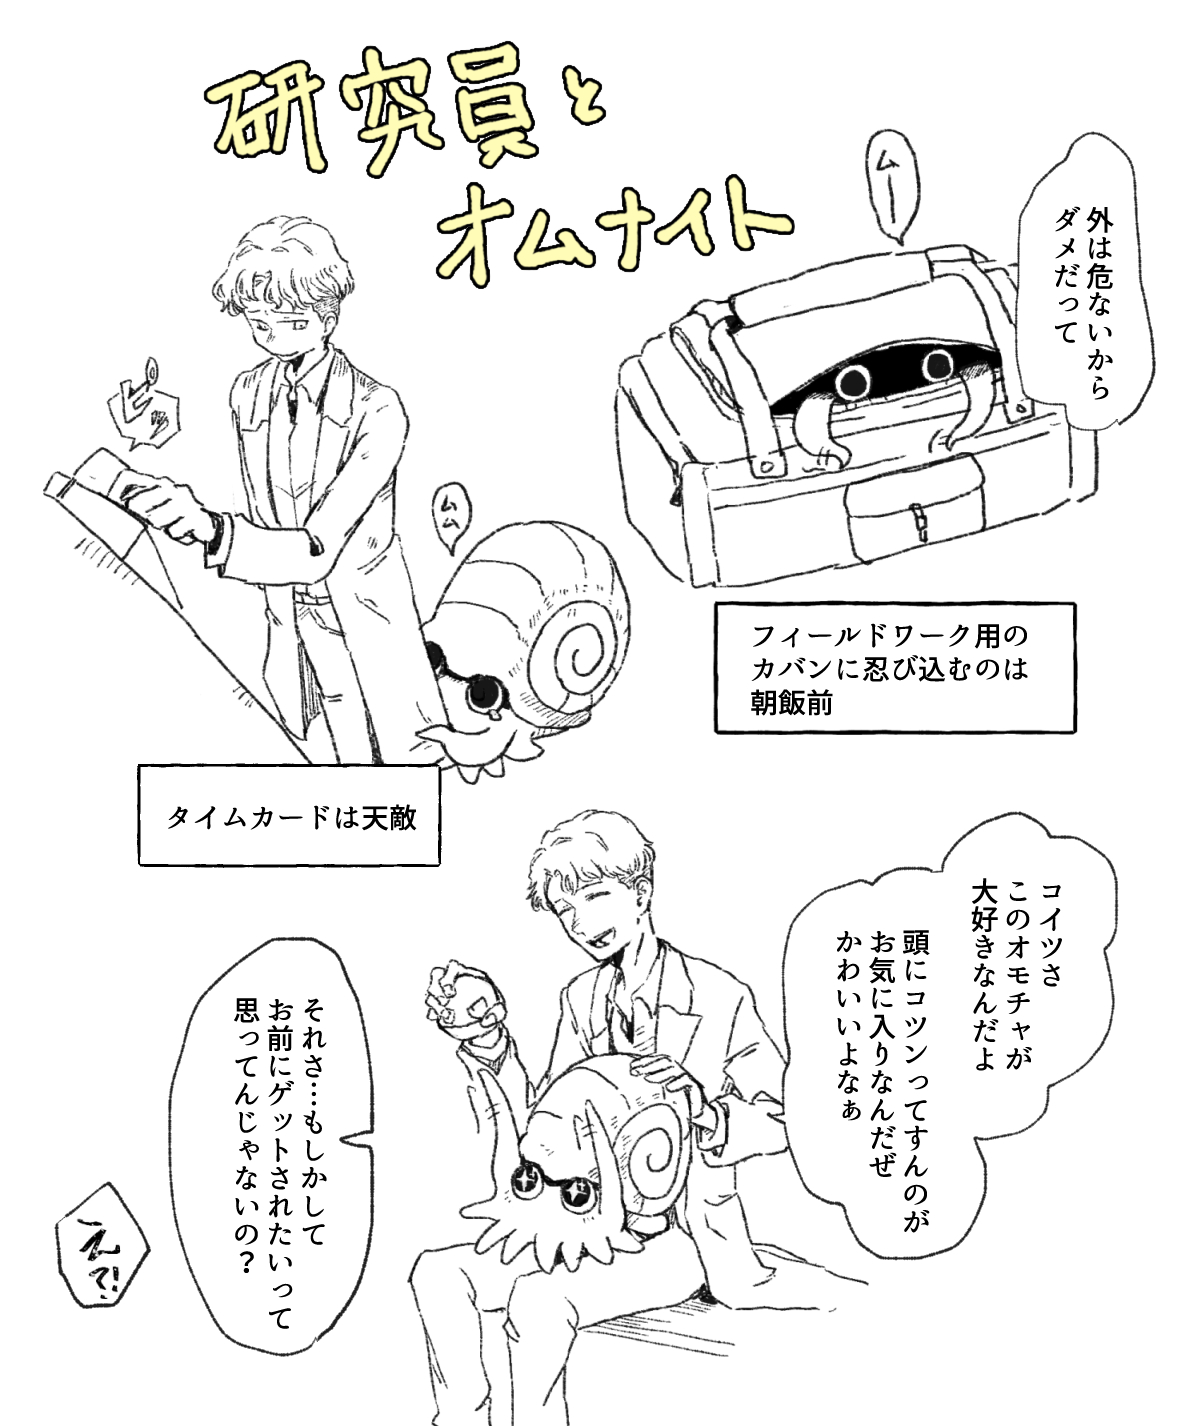 研究員と
オムナイト
ムー
外は危ないから
ダメだって
フィールドワーク用の
カバンに忍び込むのは
朝飯前
ムム
タイムカードは天敵
コイツさ
このオモチャが
大好きなんだよ
頭にコツンってすんのが
お気に入りなんだぜ
かわいいよなぁ
それさ…もしかして
お前にゲットされたいって
思ってんじゃないの？
えっ?!